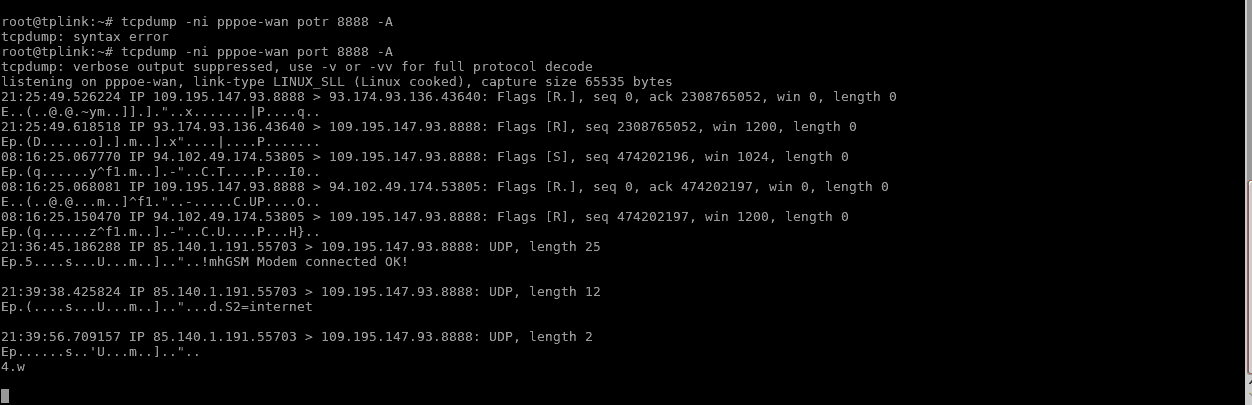 root@tplink:~# tcpdump -ni pppoe-wan potr 8888 -A
tcpdump: syntax error
root@tplink:~# tcpdump -ni pppoe-wan port 8888 -A
tcpdump: verbose output suppressed, use -v or -vv for full protocol decode
listening on pppoe-wan, link-type LINUX_SLL (Linux cooked), capture size 65535 bytes
21:25:49.526224 IP 109.195.147.93.8888 > 93.174.93.136.43640: Flags [R.], seq 0, ack 2308765052, win 0, length 0
E..(..@.@.~ym..]].]."..x.......|P....q..
21:25:49.618518 IP 93.174.93.136.43640 > 109.195.147.93.8888: Flags [R], seq 2308765052, win 1200, length 0
Ep.(D......o].].m..].x"....|....P.......
08:16:25.067770 IP 94.102.49.174.53805 > 109.195.147.93.8888: Flags [S], seq 474202196, win 1024, length 0
Ep.(q......y^f1.m..].-"..C.T....P...I0..
08:16:25.068081 IP 109.195.147.93.8888 > 94.102.49.174.53805: Flags [R.], seq 0, ack 474202197, win 0, length 0
E..(..@.@...m..]^f1."..-.....C.UP....O..
08:16:25.150470 IP 94.102.49.174.53805 > 109.195.147.93.8888: Flags [R], seq 474202197, win 1200, length 0
Ep.(q......z^f1.m..].-"..C.U....P...H}..
21:36:45.186288 IP 85.140.1.191.55703 > 109.195.147.93.8888: UDP, length 25
Ep.5....s...U...m..].."..!mhGSM Modem connected OK!
21:39:38.425824 IP 85.140.1.191.55703 > 109.195.147.93.8888: UDP, length 12
Ep.(....s...U...m..].."...d.S2=internet
21:39:56.709157 IP 85.140.1.191.55703 > 109.195.147.93.8888: UDP, length 2
Ep......s..'U...m..].."..
4.w